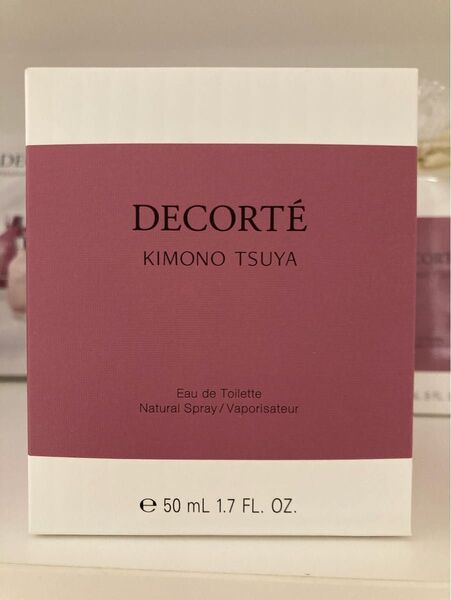 DECORTÉ
KIMONO TSUYA
Eau de Toilette
Natural Spray/Vaporisateur
℮ 50 mL 1.7 FL. OZ.